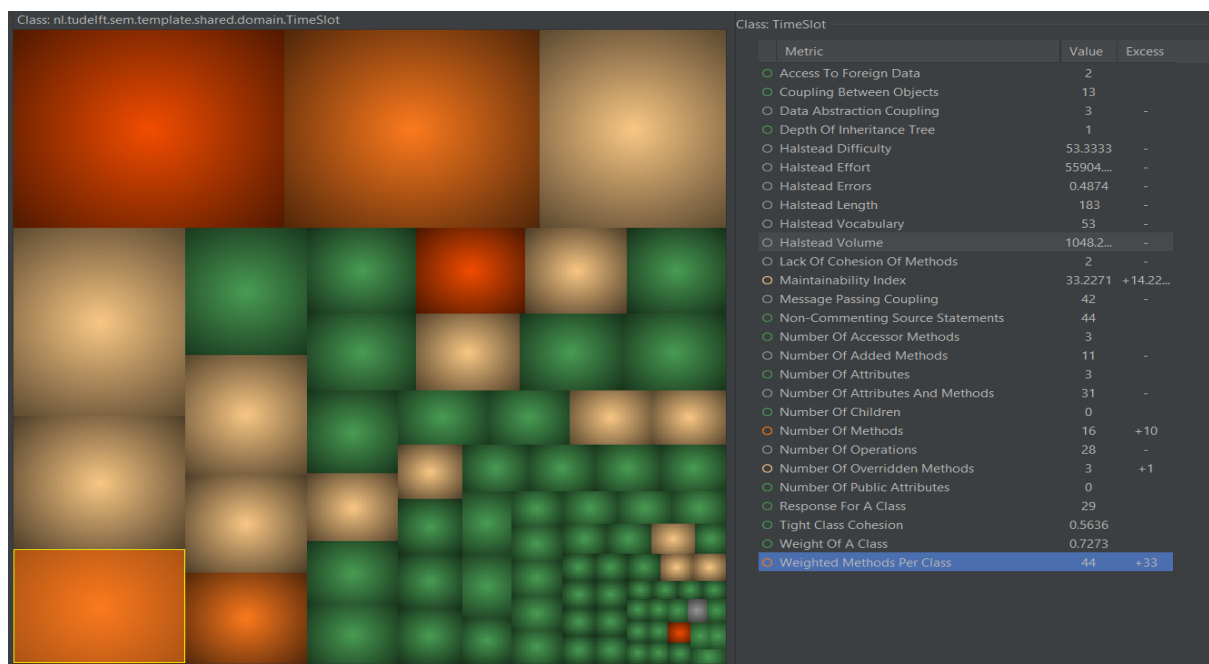 Class: nl.tudelft.sem.template.shared.domain.TimeSlot
Class: TimeSlot
Metric Value Excess
Access To Foreign Data 2
Coupling Between Objects 13
Data Abstraction Coupling 3 -
Depth Of Inheritance Tree 1
Halstead Difficulty 53.3333 -
Halstead Effort 55904.... -
Halstead Errors 0.4874 -
Halstead Length 183 -
Halstead Vocabulary 53 -
Halstead Volume 1048.2... -
Lack Of Cohesion Of Methods 2 -
Maintainability Index 33.2271 +14.22...
Message Passing Coupling 42 -
Non-Commenting Source Statements 44
Number Of Accessor Methods 3
Number Of Added Methods 11 -
Number Of Attributes 3
Number Of Attributes And Methods 31 -
Number Of Children 0
Number Of Methods 16 +10
Number Of Operations 28 -
Number Of Overridden Methods 3 +1
Number Of Public Attributes 0
Response For A Class 29
Tight Class Cohesion 0.5636
Weight Of A Class 0.7273
Weighted Methods Per Class 44 +33